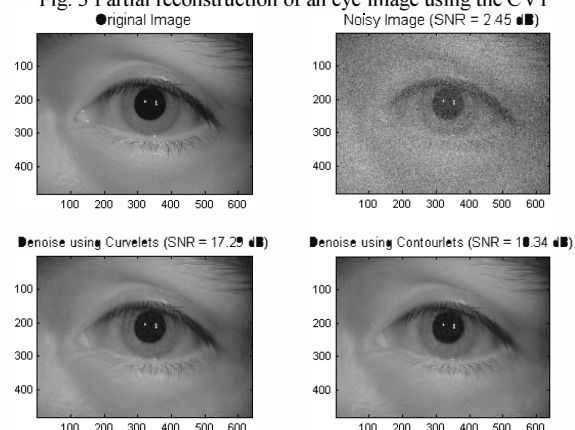 Fig. 3 Partial reconstruction of an eye image using the CVT
Original Image
100
200
300
400
100 200 300 400 500 600
Noisy Image (SNR = 2.45 dB)
100
200
300
400
100 200 300 400 500 600
Denoise using Curvelets (SNR = dB)
100
200
300
400
100 200 300 400 500 600
Denoise using Contourlets (SNR = dB)
100
200
300
400
100 200 300 400 500 600